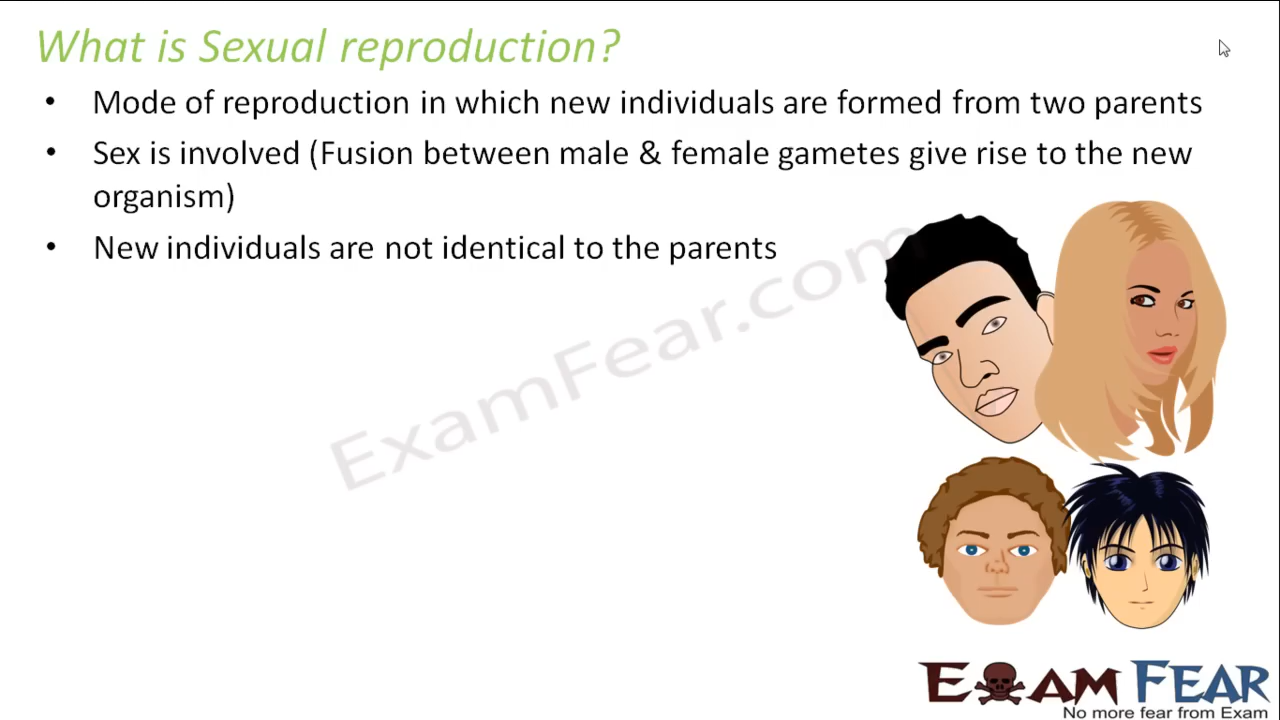 What is Sexual reproduction?
• Mode of reproduction in which new individuals are formed from two parents
• Sex is involved (Fusion between male & female gametes give rise to the new
organism)
• New individuals are not identical to the parents
ExamFear.com
EXAM FEAR
No more fear from Exam